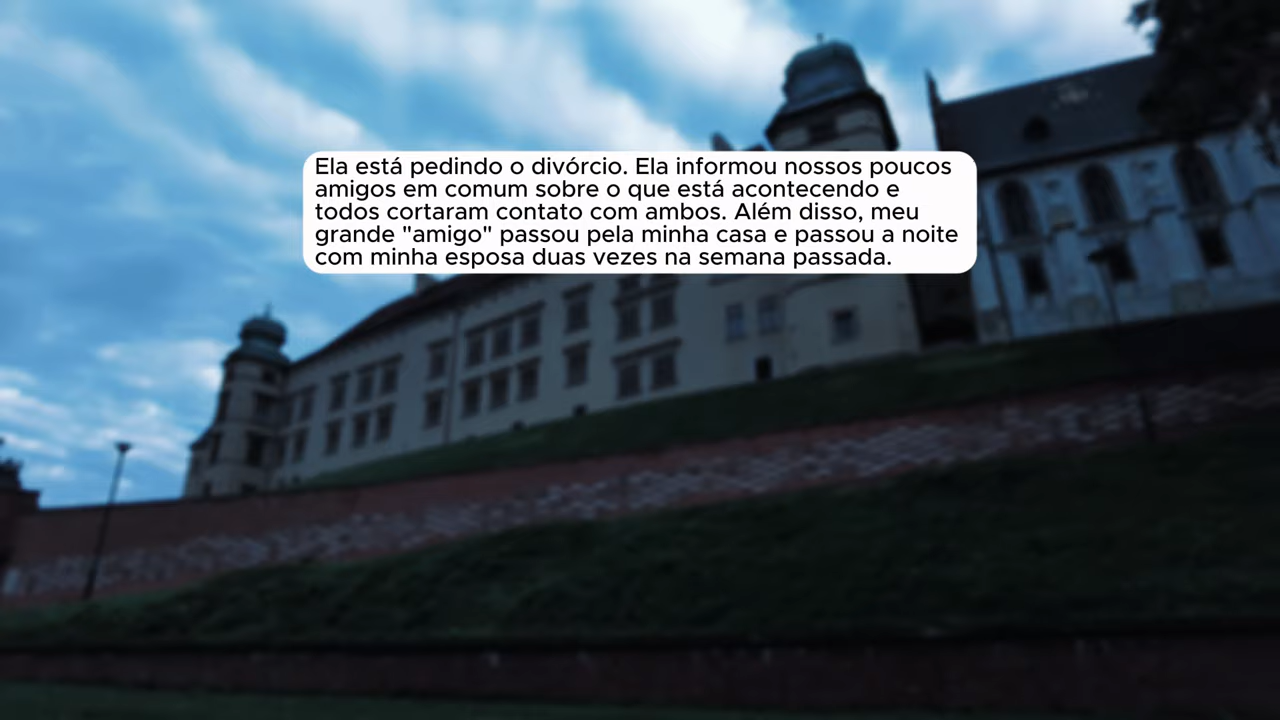 Ela está pedindo o divórcio. Ela informou nossos poucos
amigos em comum sobre o que está acontecendo e
todos cortaram contato com ambos. Além disso, meu
grande "amigo" passou pela minha casa e passou a noite
com minha esposa duas vezes na semana passada.